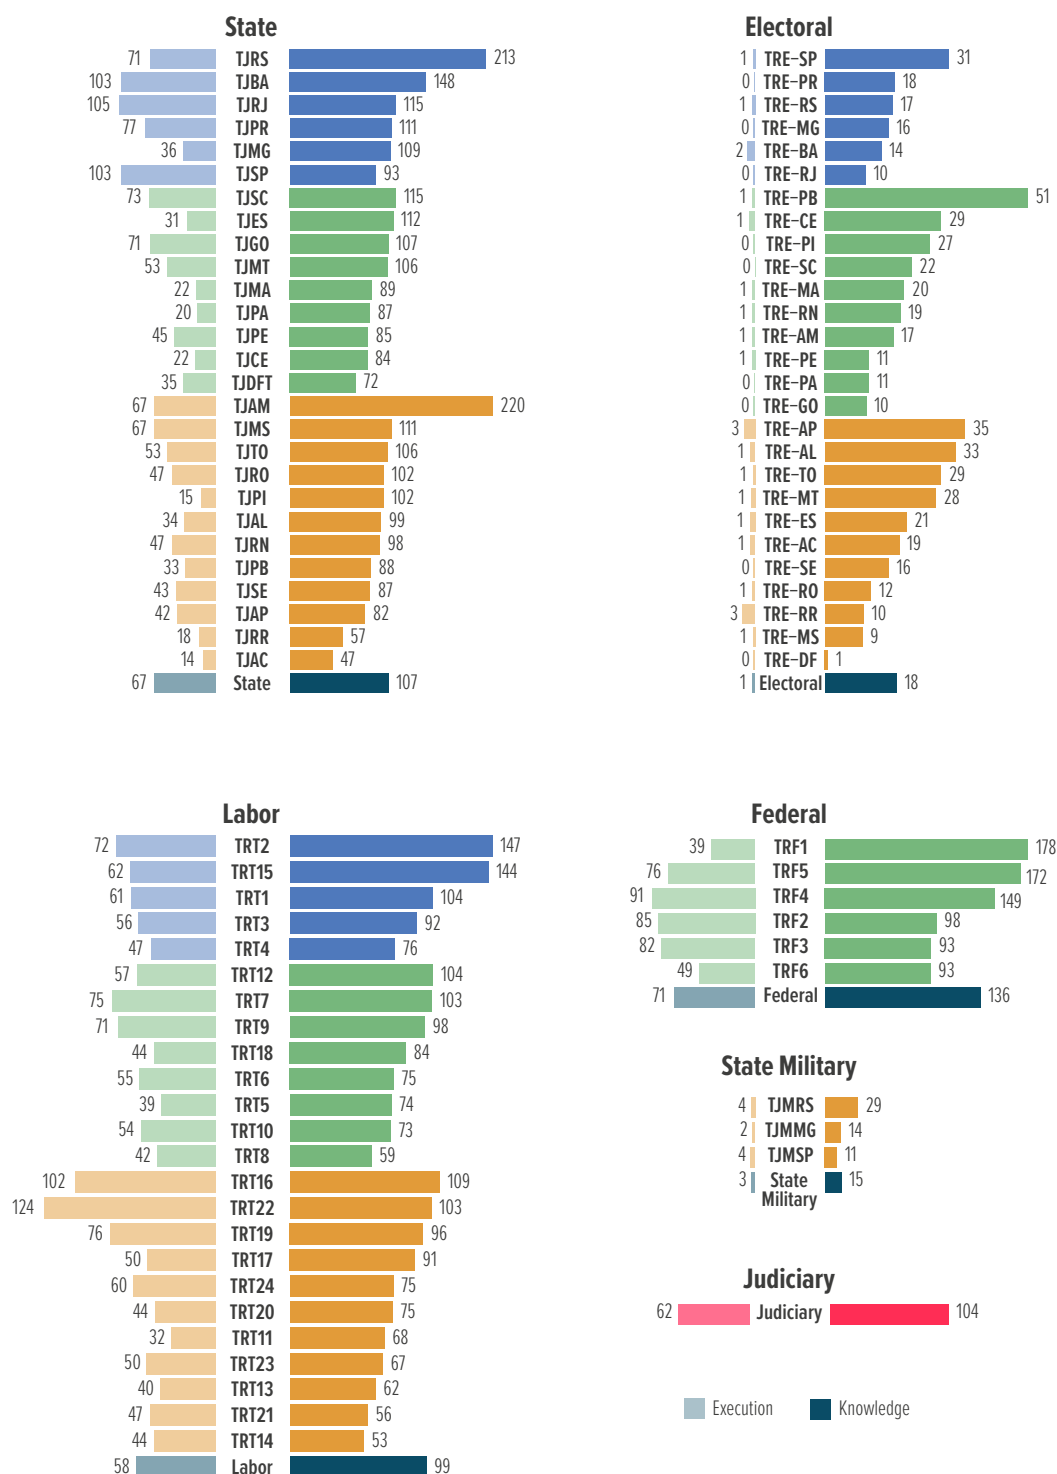 State
71 TJRS 213
103 TJBA 148
105 TJRJ 115
77 TJPR 111
36 TJMG 109
103 TJSP 93
73 TJSC 115
31 TJES 112
71 TJGO 107
53 TJMT 106
22 TJMA 89
20 TJPA 87
45 TJPE 85
22 TJCE 84
35 TJDFT 72
67 TJAM 220
67 TJMS 111
53 TJTO 106
47 TJRO 102
15 TJPI 102
34 TJAL 99
47 TJRN 98
33 TJPB 88
43 TJSE 87
42 TJAP 82
18 TJRR 57
14 TJAC 47
67 State 107
Electoral
1 TRE-SP 31
0 TRE-PR 18
1 TRE-RS 17
0 TRE-MG 16
2 TRE-BA 14
0 TRE-RJ 10
1 TRE-PB 51
1 TRE-CE 29
0 TRE-PI 27
0 TRE-SC 22
1 TRE-MA 20
1 TRE-RN 19
1 TRE-AM 17
1 TRE-PE 11
0 TRE-PA 11
0 TRE-GO 10
3 TRE-AP 35
1 TRE-AL 33
1 TRE-TO 29
1 TRE-MT 28
1 TRE-ES 21
1 TRE-AC 19
0 TRE-SE 16
1 TRE-RO 12
3 TRE-RR 10
1 TRE-MS 9
0 TRE-DF 1
1 Electoral 18
Labor
72 TRT2 147
62 TRT15 144
61 TRT1 104
56 TRT3 92
47 TRT4 76
57 TRT12 104
75 TRT7 103
71 TRT9 98
44 TRT18 84
55 TRT6 75
39 TRT5 74
54 TRT10 73
42 TRT8 59
102 TRT16 109
124 TRT22 103
76 TRT19 96
50 TRT17 91
60 TRT24 75
44 TRT20 75
32 TRT11 68
50 TRT23 67
40 TRT13 62
47 TRT21 56
44 TRT14 53
58 Labor 99
Federal
39 TRF1 178
76 TRF5 172
91 TRF4 149
85 TRF2 98
82 TRF3 93
49 TRF6 93
71 Federal 136
State Military
4 TJMRS 29
2 TJMMG 14
4 TJMSP 11
3 State 15
Military
Judiciary
62 Judiciary 104
Execution Knowledge